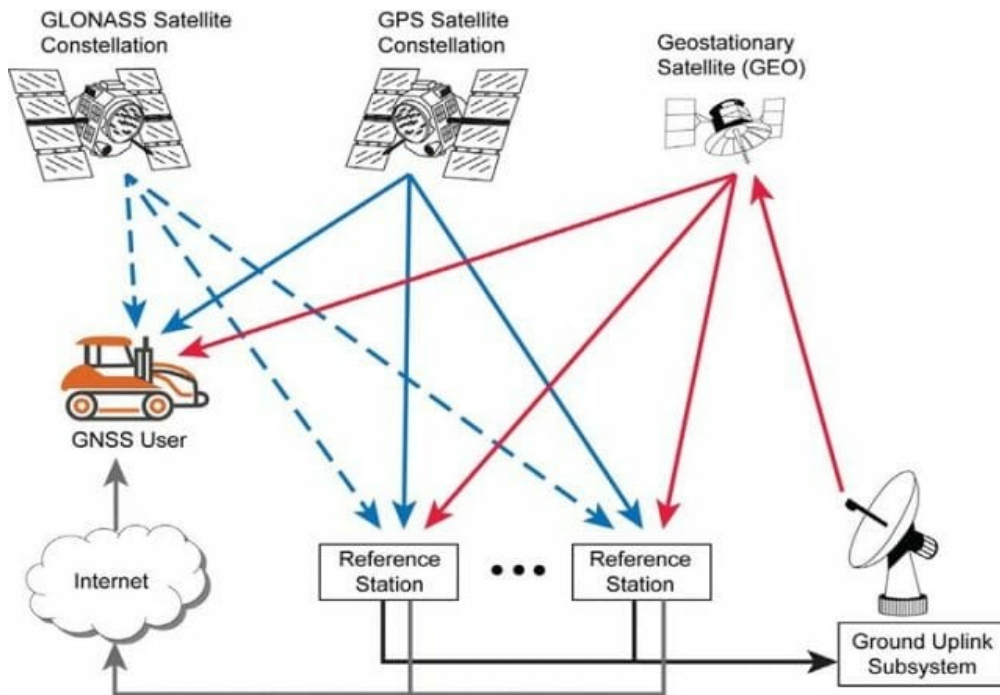 GLONASS Satellite
Constellation
GPS Satellite
Constellation
Geostationary
Satellite (GEO)
GNSS User
Internet
Reference
Station
Reference
Station
Ground Uplink
Subsystem